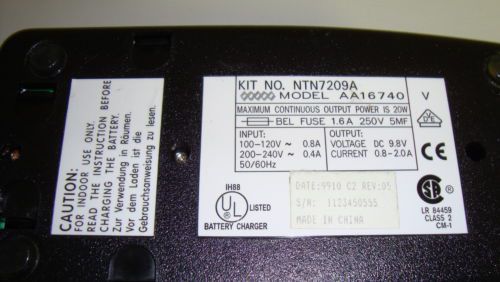 CAUTION:
FOR INDOOR USE ONLY.
READ THE INSTRUCTION BEFORE
CHARGING THE BATTERY.
Zur Verwendung in Räumen.
Vor dem Laden ist die
Gebrauchsanweisung zu lesen.
KIT NO. NTN7209A
MODEL AA16740 V
MAXIMUM CONTINUOUS OUTPUT POWER IS 20W
BEL FUSE 1.6A 250V 5MF
INPUT: OUTPUT:
100-120V~ 0.8A VOLTAGE DC 9.8V
200-240V~ 0.4A CURRENT 0.8-2.0A
50/60Hz
CE
IH88
UL LISTED
BATTERY CHARGER
DATE:9910 C2 REV:05
S/N: 1123450555
MADE IN CHINA
LR 84459
CLASS 2
CM-1